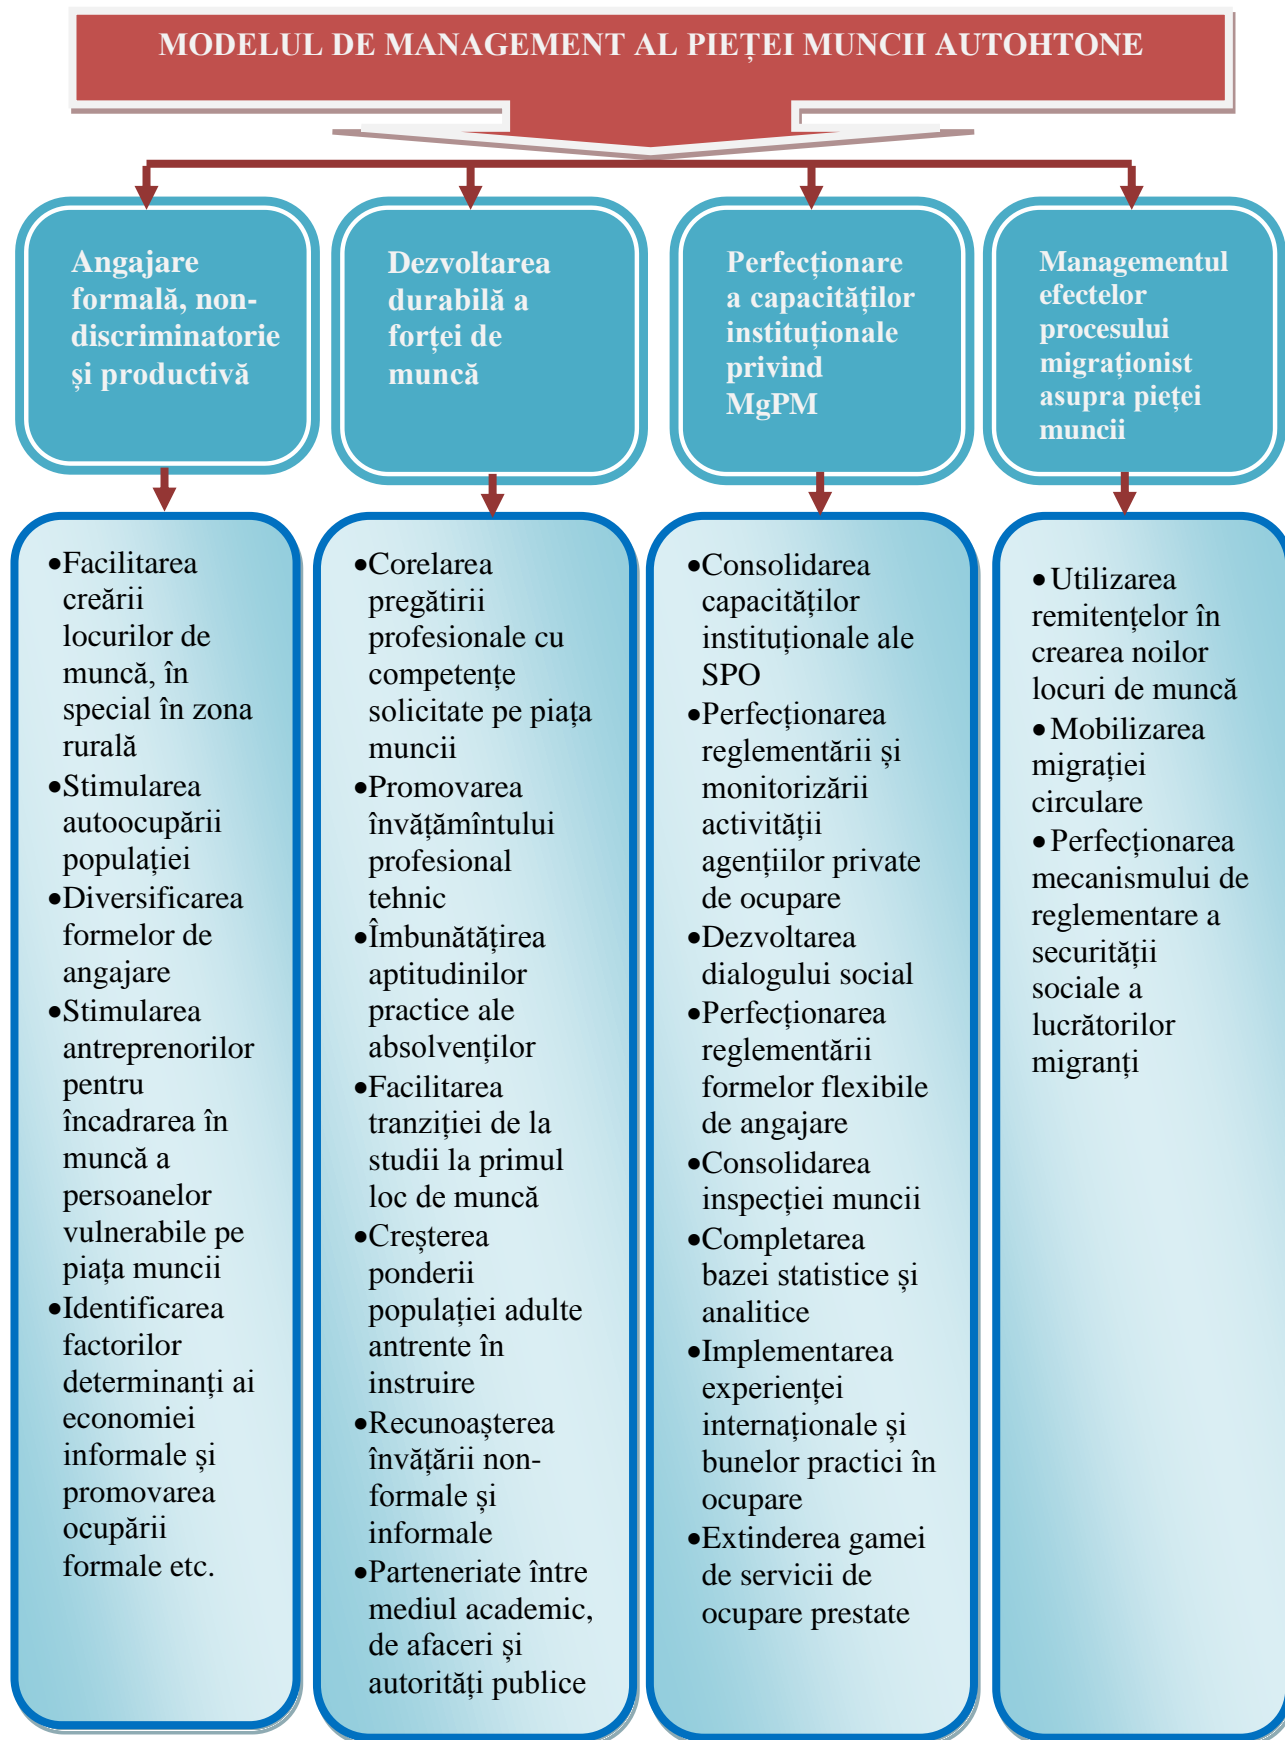 MODELUL DE MANAGEMENT AL PIEȚEI MUNCII AUTOHTONE
Angajare
formală, non-
discriminatorie
și productivă
Dezvoltarea
durabilă a
forței de
muncă
Perfecționare
a capacităților
instituționale
privind
MgPM
Managementul
efectelor
procesului
migraționist
asupra pieței
muncii
•Facilitarea
creării
locurilor de
muncă, în
special în zona
rurală
•Stimularea
autoocupării
populației
•Diversificarea
formelor de
angajare
•Stimularea
antreprenorilor
pentru
încadrarea în
muncă a
persoanelor
vulnerabile pe
piața muncii
•Identificarea
factorilor
determinanți ai
economiei
informale și
promovarea
ocupării
formale etc.
•Corelarea
pregătirii
profesionale cu
competențe
solicitate pe piața
muncii
•Promovarea
învățămîntului
profesional
tehnic
•Îmbunătățirea
aptitudinilor
practice ale
absolvenților
•Facilitarea
tranziției de la
studii la primul
loc de muncă
•Creșterea
ponderii
populației adulte
antrente în
instruire
•Recunoașterea
învățării non-
formale și
informale
•Parteneriate între
mediul academic,
de afaceri și
autorități publice
•Consolidarea
capacităților
instituționale ale
SPO
•Perfecționarea
reglementării și
monitorizării
activității
agențiilor private
de ocupare
•Dezvoltarea
dialogului social
•Perfecționarea
reglementării
formelor flexibile
de angajare
•Consolidarea
inspecției muncii
•Completarea
bazei statistice și
analitice
•Implementarea
experienței
internaționale și
bunelor practici în
ocupare
•Extinderea gamei
de servicii de
ocupare prestate
• Utilizarea
remitențelor în
crearea noilor
locuri de muncă
• Mobilizarea
migrației
circulare
• Perfecționarea
mecanismului de
reglementare a
securității
sociale a
lucrătorilor
migranți